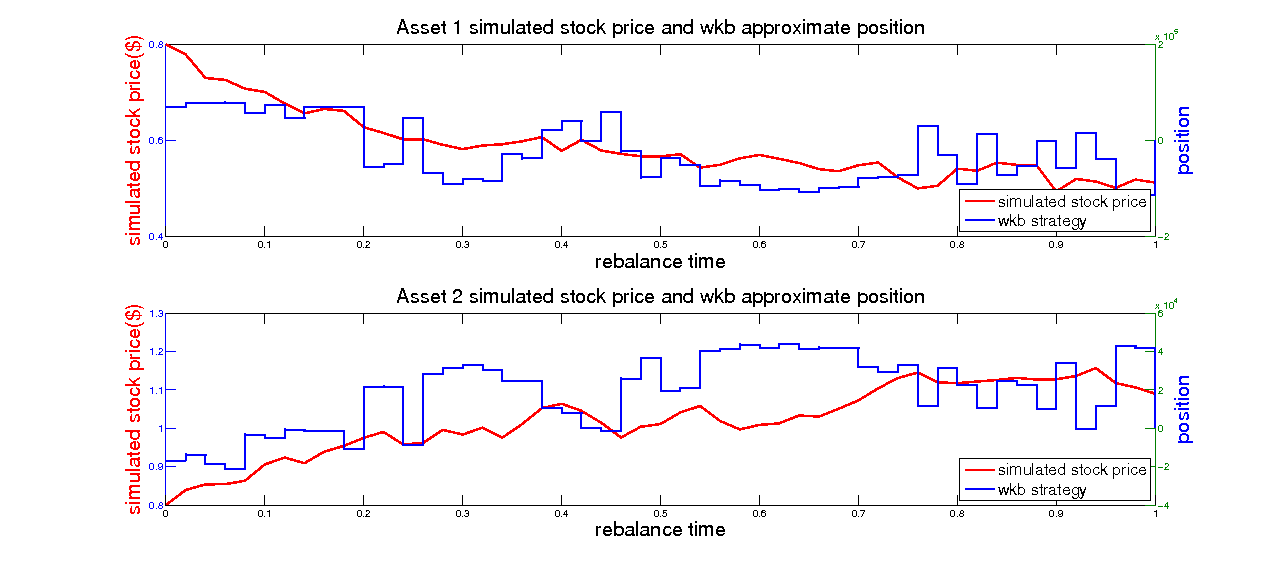 Asset 1 simulated stock price and wkb approximate position
simulated stock price($)
0.8
0.6
0.4
x 10^5
2
0
-2
position
simulated stock price
wkb strategy
0 0.1 0.2 0.3 0.4 0.5 0.6 0.7 0.8 0.9 1
rebalance time
Asset 2 simulated stock price and wkb approximate position
simulated stock price($)
1.3
1.2
1.1
1
0.9
0.8
x 10^4
6
4
2
0
-2
-4
position
simulated stock price
wkb strategy
0 0.1 0.2 0.3 0.4 0.5 0.6 0.7 0.8 0.9 1
rebalance time